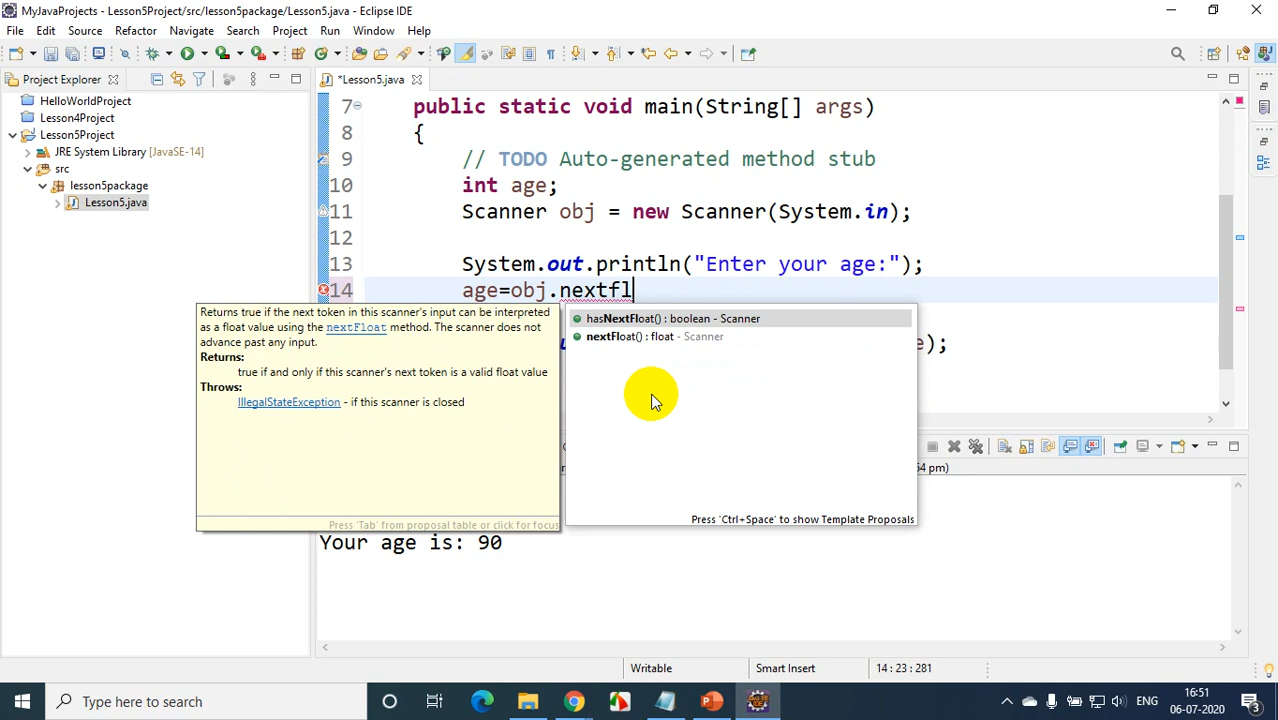 MyJavaProjects - Lesson5Project/src/lesson5package/Lesson5.java - Eclipse IDE
File Edit Source Refactor Navigate Search Project Run Window Help
Project Explorer
*Lesson5.java
HelloWorldProject
Lesson4Project
Lesson5Project
JRE System Library [JavaSE-14]
src
lesson5package
Lesson5.java
7 public static void main(String[] args)
8 {
9 // TODO Auto-generated method stub
10 int age;
11 Scanner obj = new Scanner(System.in);
12
13 System.out.println("Enter your age:");
14 age=obj.nextfl
e);
Returns true if the next token in this scanner's input can be interpreted
as a float value using the nextFloat method. The scanner does not
advance past any input.
Returns:
true if and only if this scanner's next token is a valid float value
Throws:
IllegalStateException - if this scanner is closed
Press 'Tab' from proposal table or click for focus
hasNextFloat() : boolean - Scanner
nextFloat() : float - Scanner
Press 'Ctrl+Space' to show Template Proposals
54 pm)
Your age is: 90
Writable Smart Insert 14 : 23 : 281
Type here to search
ENG
16:51
06-07-2020
3